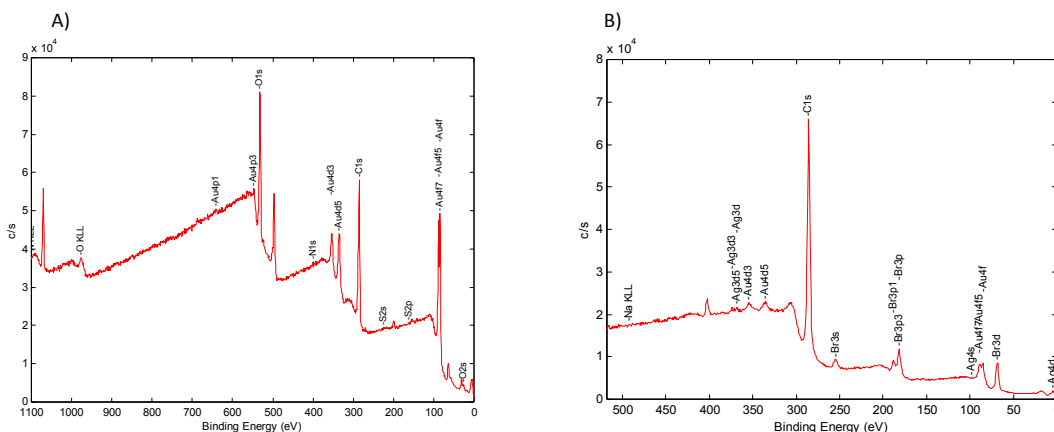 A)
x 10⁴
9
8
7
6
5
4
3
2
1
0
c/s
-O KLL
-Au4p1
-Au4p3
-O1s
-N1s
-Au4d3
-Au4d5
-C1s
-S2s
-S2p
-Au4f7
-Au4f5
-Au4f
-O2s
1100 1000 900 800 700 600 500 400 300 200 100 0
Binding Energy (eV)
B)
x 10⁴
8
7
6
5
4
3
2
1
0
c/s
-Na KLL
-Ag3d5
-Ag3d3
-Ag3d
-Au4d3
-Au4d5
-C1s
-Br3s
-Br3p3
-Br3p1
-Br3p
-Ag4s
-Au4f7
-Au4f5
-Au4f
-Br3d
-Ag4d
500 450 400 350 300 250 200 150 100 50
Binding Energy (eV)